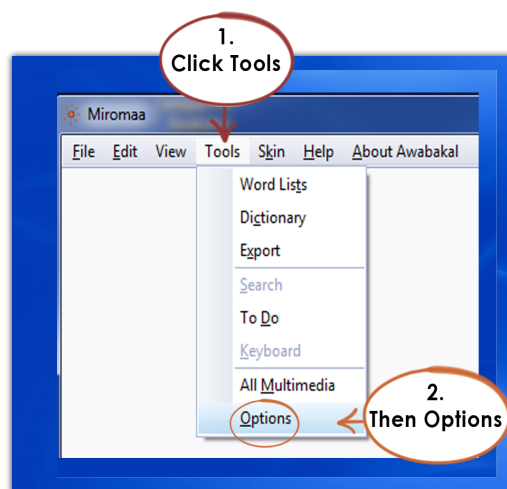 1.
Click Tools
Miromaa
File Edit View Tools Skin Help About Awabakal
Word Lists
Dictionary
Export
Search
To Do
Keyboard
All Multimedia
Options
2.
Then Options